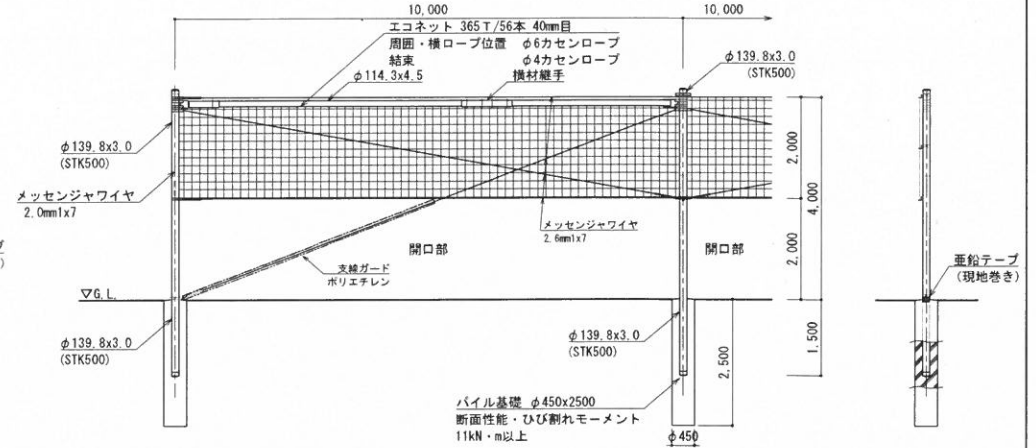 10,000
10,000
エコネット 365T/56本 40mm目
周囲・横ロープ位置 φ6カセンロープ
結束 φ4カセンロープ
φ114.3x4.5
横材継手
φ139.8x3.0
(STK500)
φ139.8x3.0
(STK500)
メッセンジャワイヤ
2.0mm1x7
2,000
4,000
メッセンジャワイヤ
2.6mm1x7
開口部
開口部
2,000
支線ガード
ポリエチレン
亜鉛テープ
(現地巻き)
▽G.L.
φ139.8x3.0
(STK500)
φ139.8x3.0
(STK500)
2,500
1,500
パイル基礎 φ450x2500
断面性能・ひび割れモーメント
11kN・m以上
φ450